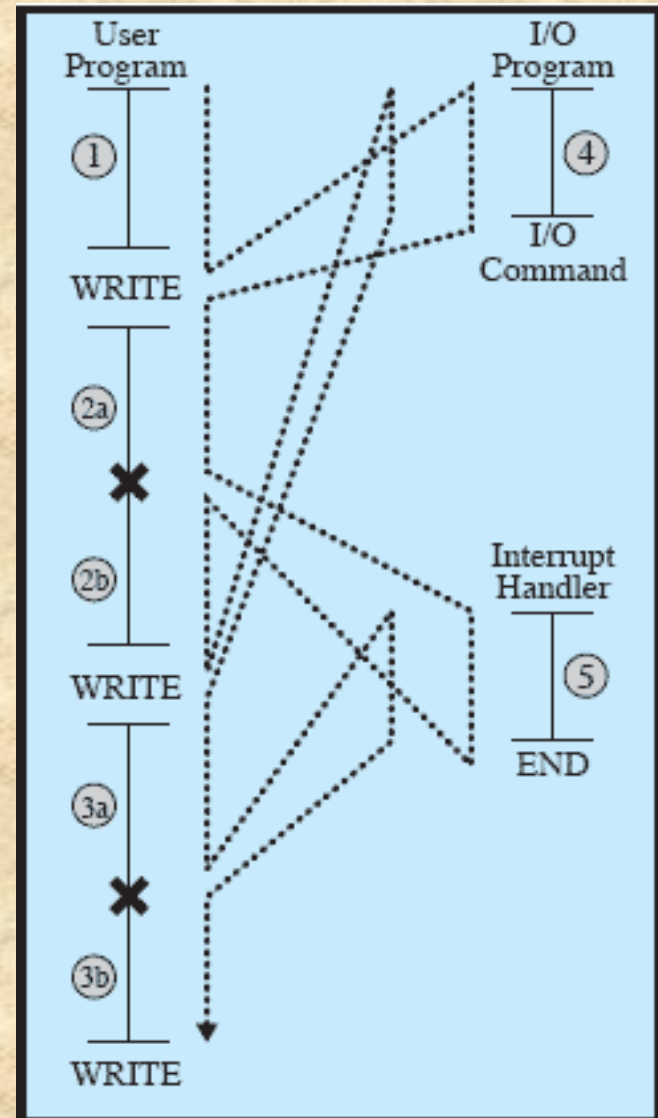 User
Program
1
WRITE
2a
2b
WRITE
3a
3b
WRITE
I/O
Program
4
I/O
Command
Interrupt
Handler
5
END